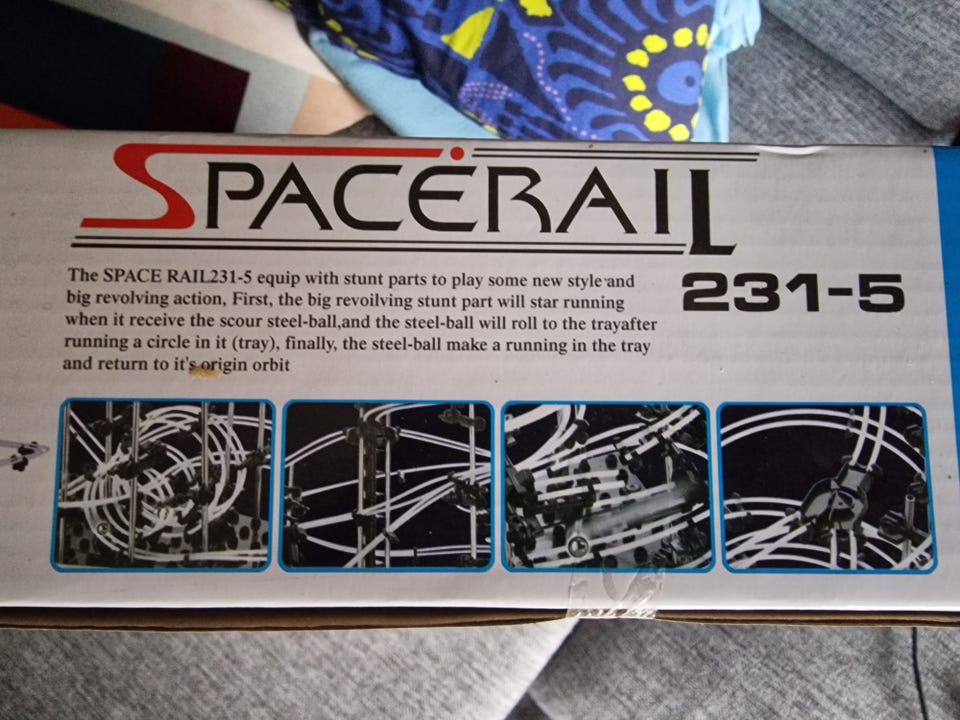 SPACERAIL
231-5
The SPACE RAIL231-5 equip with stunt parts to play some new style and
big revolving action, First, the big revoilving stunt part will star running
when it receive the scour steel-ball,and the steel-ball will roll to the trayafter
running a circle in it (tray), finally, the steel-ball make a running in the tray
and return to it's origin orbit